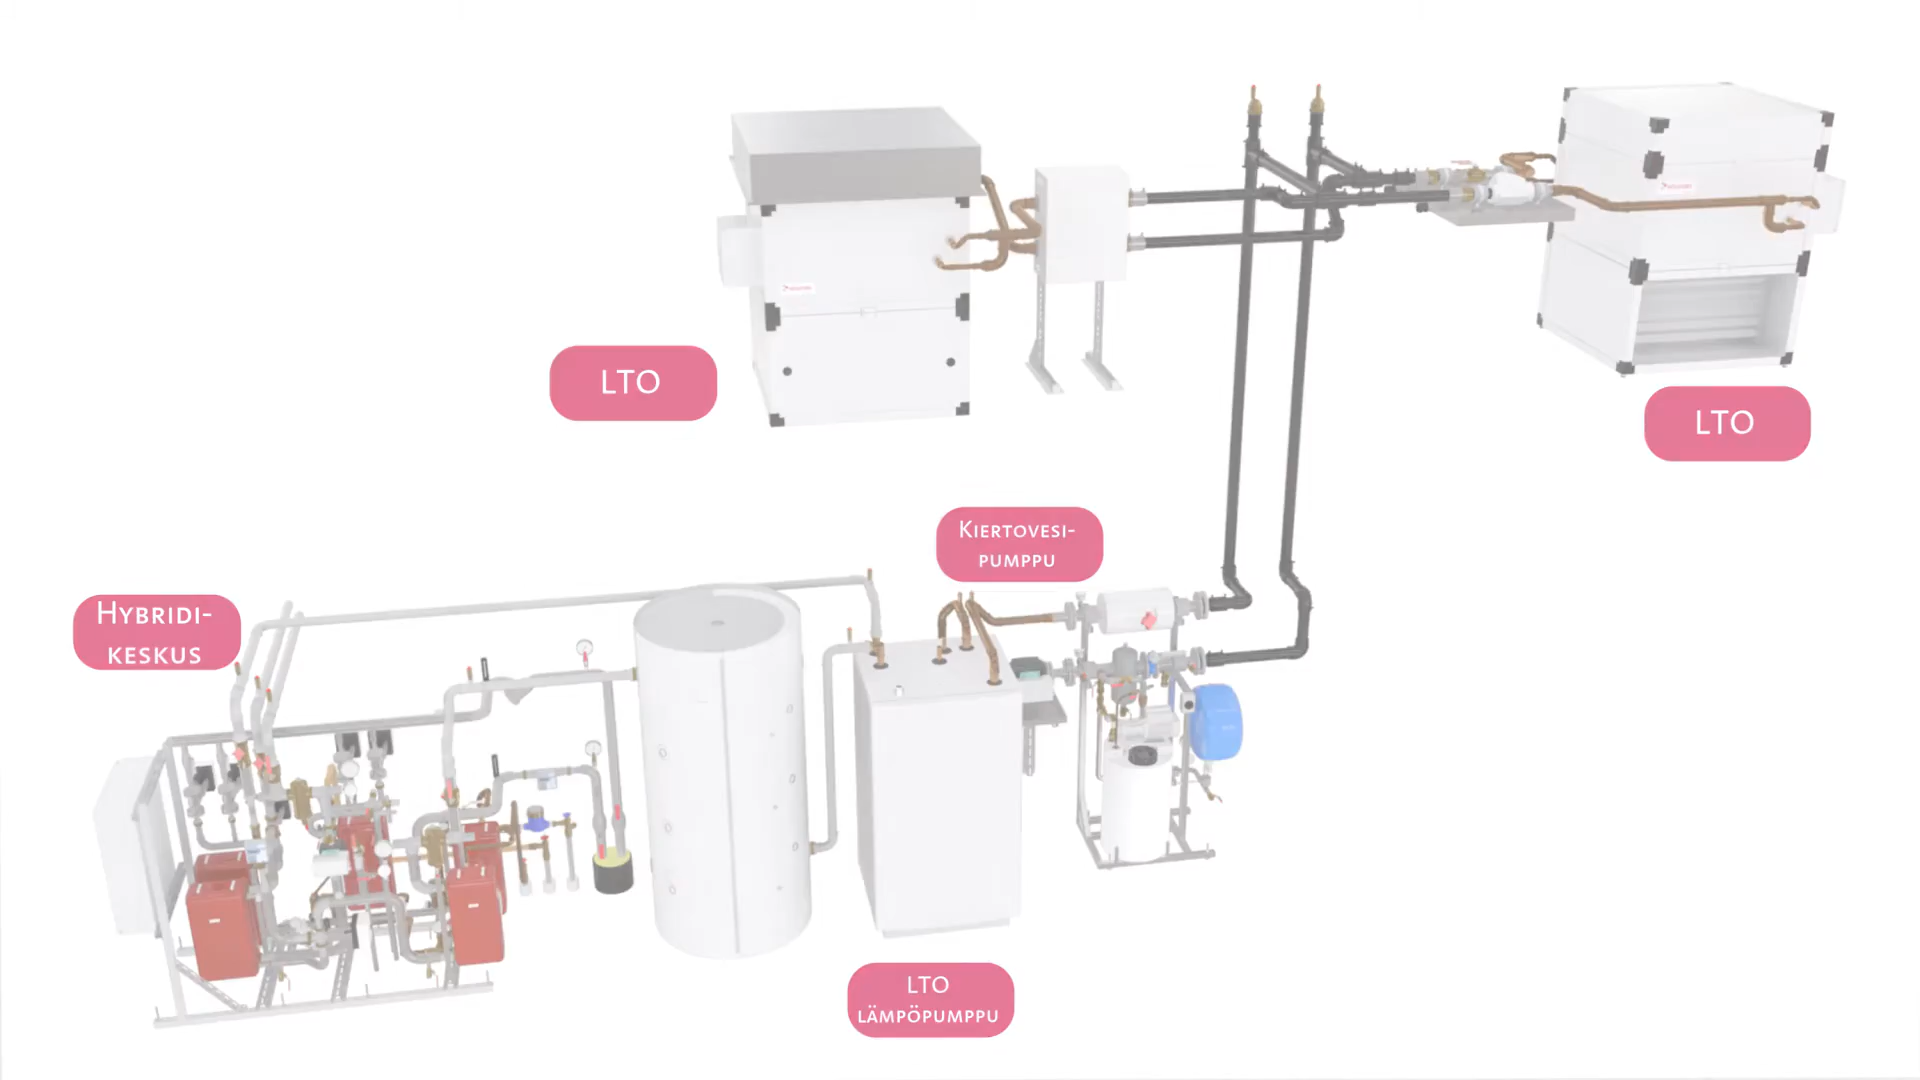 LTO
LTO
Kiertovesi-
pumppu
Hybridi-
keskus
LTO
lämpöpumppu